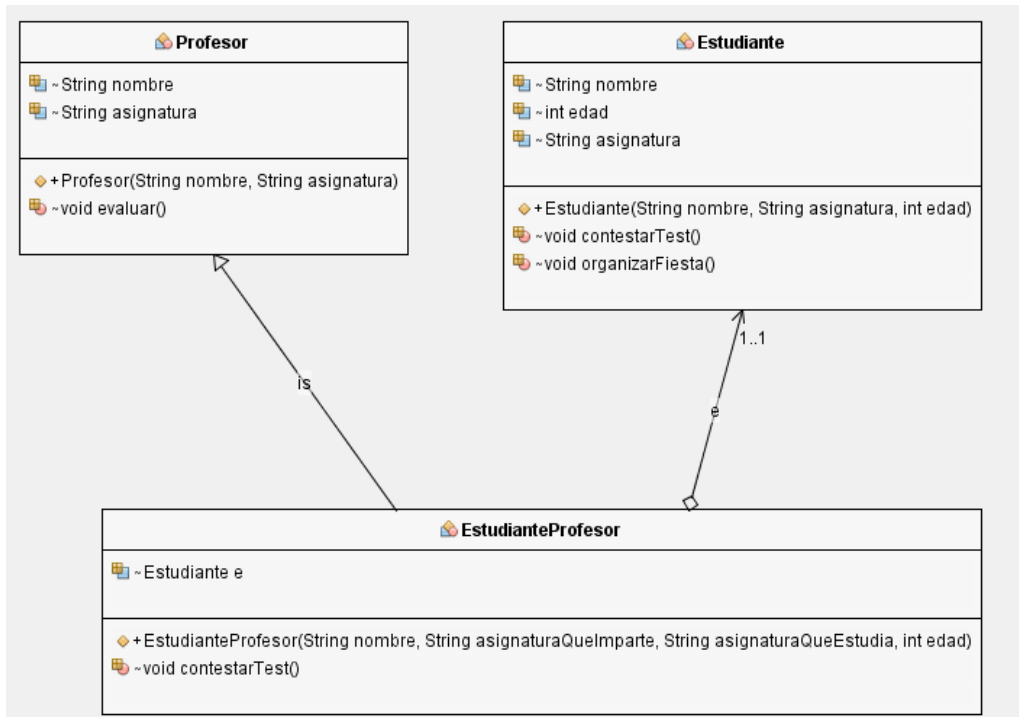 Profesor
~String nombre
~String asignatura
+Profesor(String nombre, String asignatura)
~void evaluar()
Estudiante
~String nombre
~int edad
~String asignatura
+Estudiante(String nombre, String asignatura, int edad)
~void contestarTest()
~void organizarFiesta()
is
1..1
e
EstudianteProfesor
~Estudiante e
+EstudianteProfesor(String nombre, String asignaturaQueImparte, String asignaturaQueEstudia, int edad)
~void contestarTest()